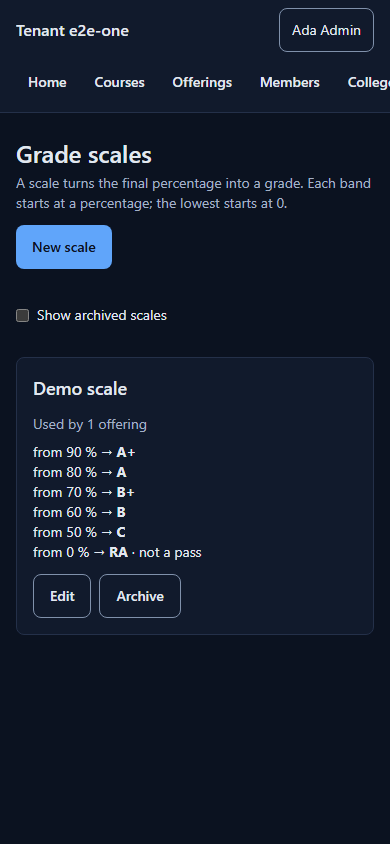 Tenant e2e-one
Ada Admin
Home Courses Offerings Members
Grade scales
A scale turns the final percentage into a grade. Each band
starts at a percentage; the lowest starts at 0.
New scale
Show archived scales
Demo scale
Used by 1 offering
from 90 % → A+
from 80 % → A
from 70 % → B+
from 60 % → B
from 50 % → C
from 0 % → RA · not a pass
Edit Archive